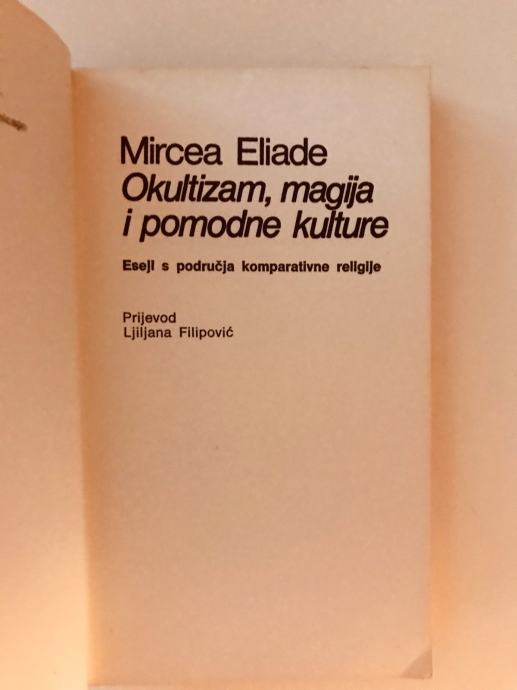 Mircea Eliade
Okultizam, magija
i pomodne kulture
Eseji s područja komparativne religije
Prijevod
Ljiljana Filipović